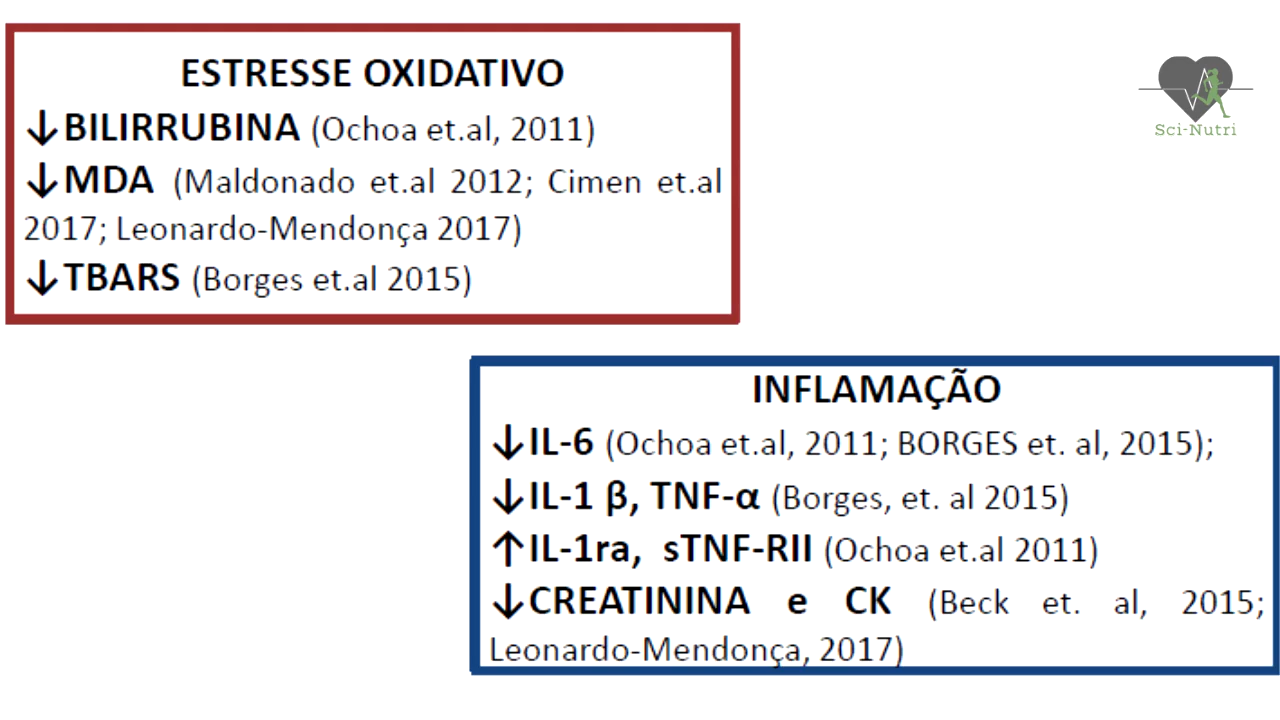 ESTRESSE OXIDATIVO
↓BILIRRUBINA (Ochoa et.al, 2011)
↓MDA (Maldonado et.al 2012; Cimen et.al
2017; Leonardo-Mendonça 2017)
↓TBARS (Borges et.al 2015)
Sci-Nutri
INFLAMAÇÃO
↓IL-6 (Ochoa et.al, 2011; BORGES et. al, 2015);
↓IL-1 β, TNF-α (Borges, et. al 2015)
↑IL-1ra, sTNF-RII (Ochoa et.al 2011)
↓CREATININA e CK (Beck et. al, 2015;
Leonardo-Mendonça, 2017)